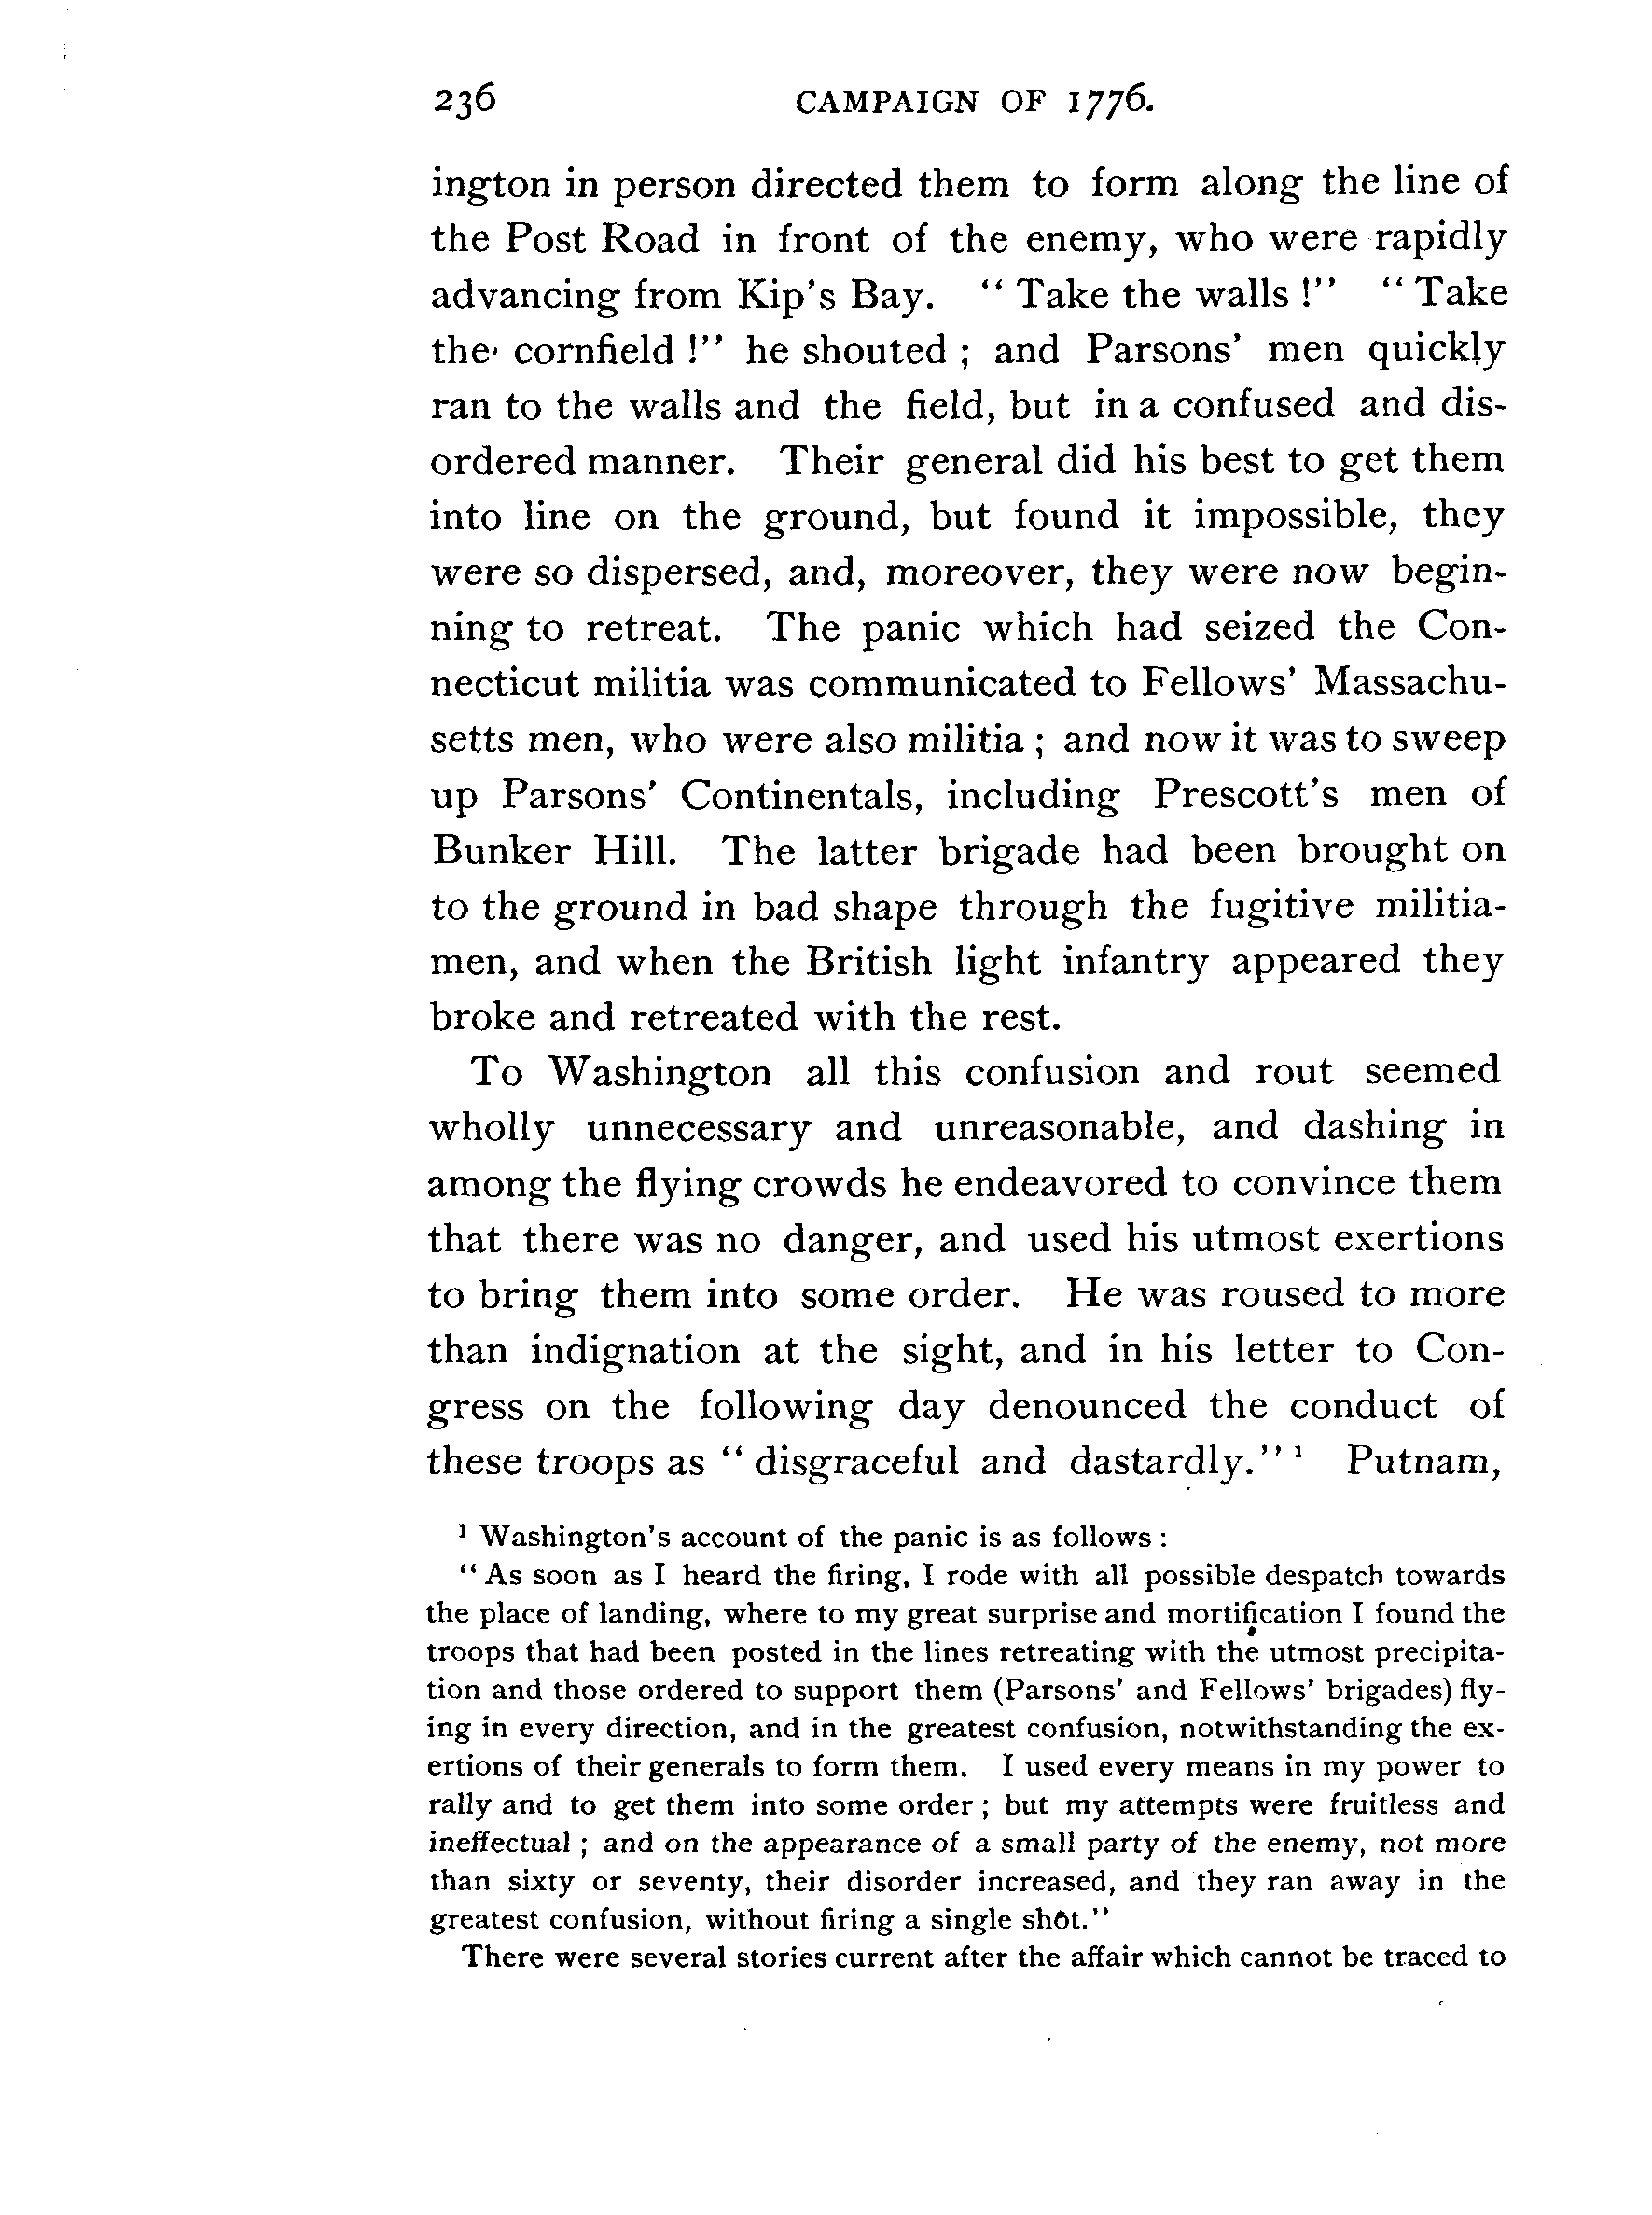 236 CAMPAIGN OF 1776.
ington in person directed them to form along the line of
the Post Road in front of the enemy, who were rapidly
advancing from Kip's Bay. “ Take the walls !” “ Take
the cornfield !” he shouted ; and Parsons' men quickly
ran to the walls and the field, but in a confused and dis-
ordered manner. Their general did his best to get them
into line on the ground, but found it impossible, they
were so dispersed, and, moreover, they were now begin-
ning to retreat. The panic which had seized the Con-
necticut militia was communicated to Fellows' Massachu-
setts men, who were also militia ; and now it was to sweep
up Parsons' Continentals, including Prescott's men of
Bunker Hill. The latter brigade had been brought on
to the ground in bad shape through the fugitive militia-
men, and when the British light infantry appeared they
broke and retreated with the rest.
To Washington all this confusion and rout seemed
wholly unnecessary and unreasonable, and dashing in
among the flying crowds he endeavored to convince them
that there was no danger, and used his utmost exertions
to bring them into some order. He was roused to more
than indignation at the sight, and in his letter to Con-
gress on the following day denounced the conduct of
these troops as “ disgraceful and dastardly.” ¹ Putnam,
¹ Washington's account of the panic is as follows :
“ As soon as I heard the firing, I rode with all possible despatch towards
the place of landing, where to my great surprise and mortification I found the
troops that had been posted in the lines retreating with the utmost precipita-
tion and those ordered to support them (Parsons' and Fellows' brigades) fly-
ing in every direction, and in the greatest confusion, notwithstanding the ex-
ertions of their generals to form them. I used every means in my power to
rally and to get them into some order ; but my attempts were fruitless and
ineffectual ; and on the appearance of a small party of the enemy, not more
than sixty or seventy, their disorder increased, and they ran away in the
greatest confusion, without firing a single shot.”
There were several stories current after the affair which cannot be traced to